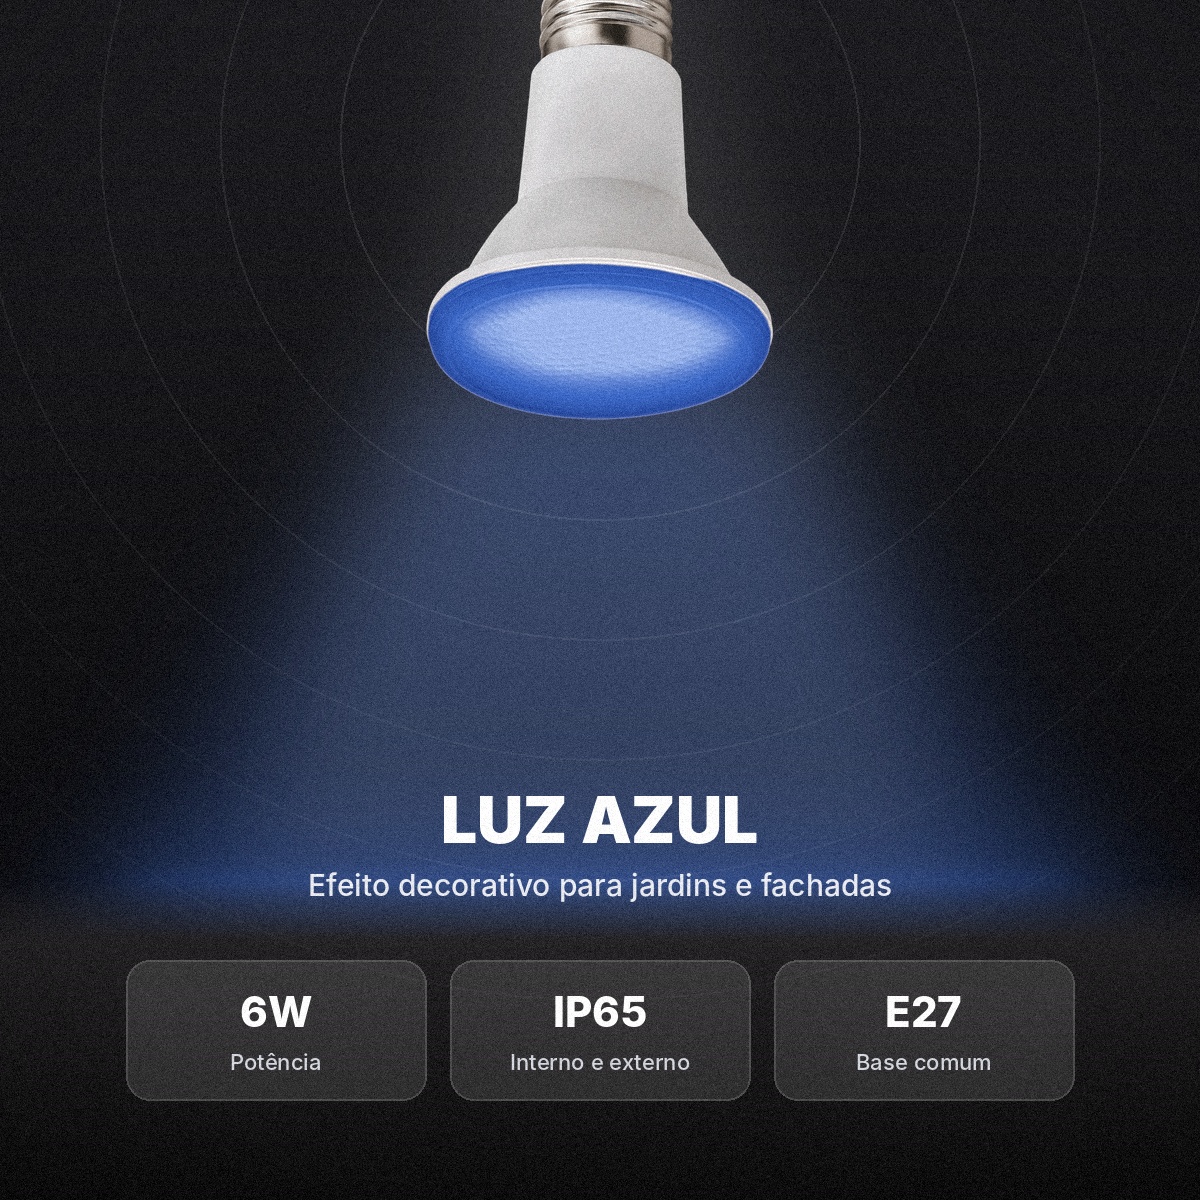 LUZ AZUL
Efeito decorativo para jardins e fachadas
6W
Potência
IP65
Interno e externo
E27
Base comum